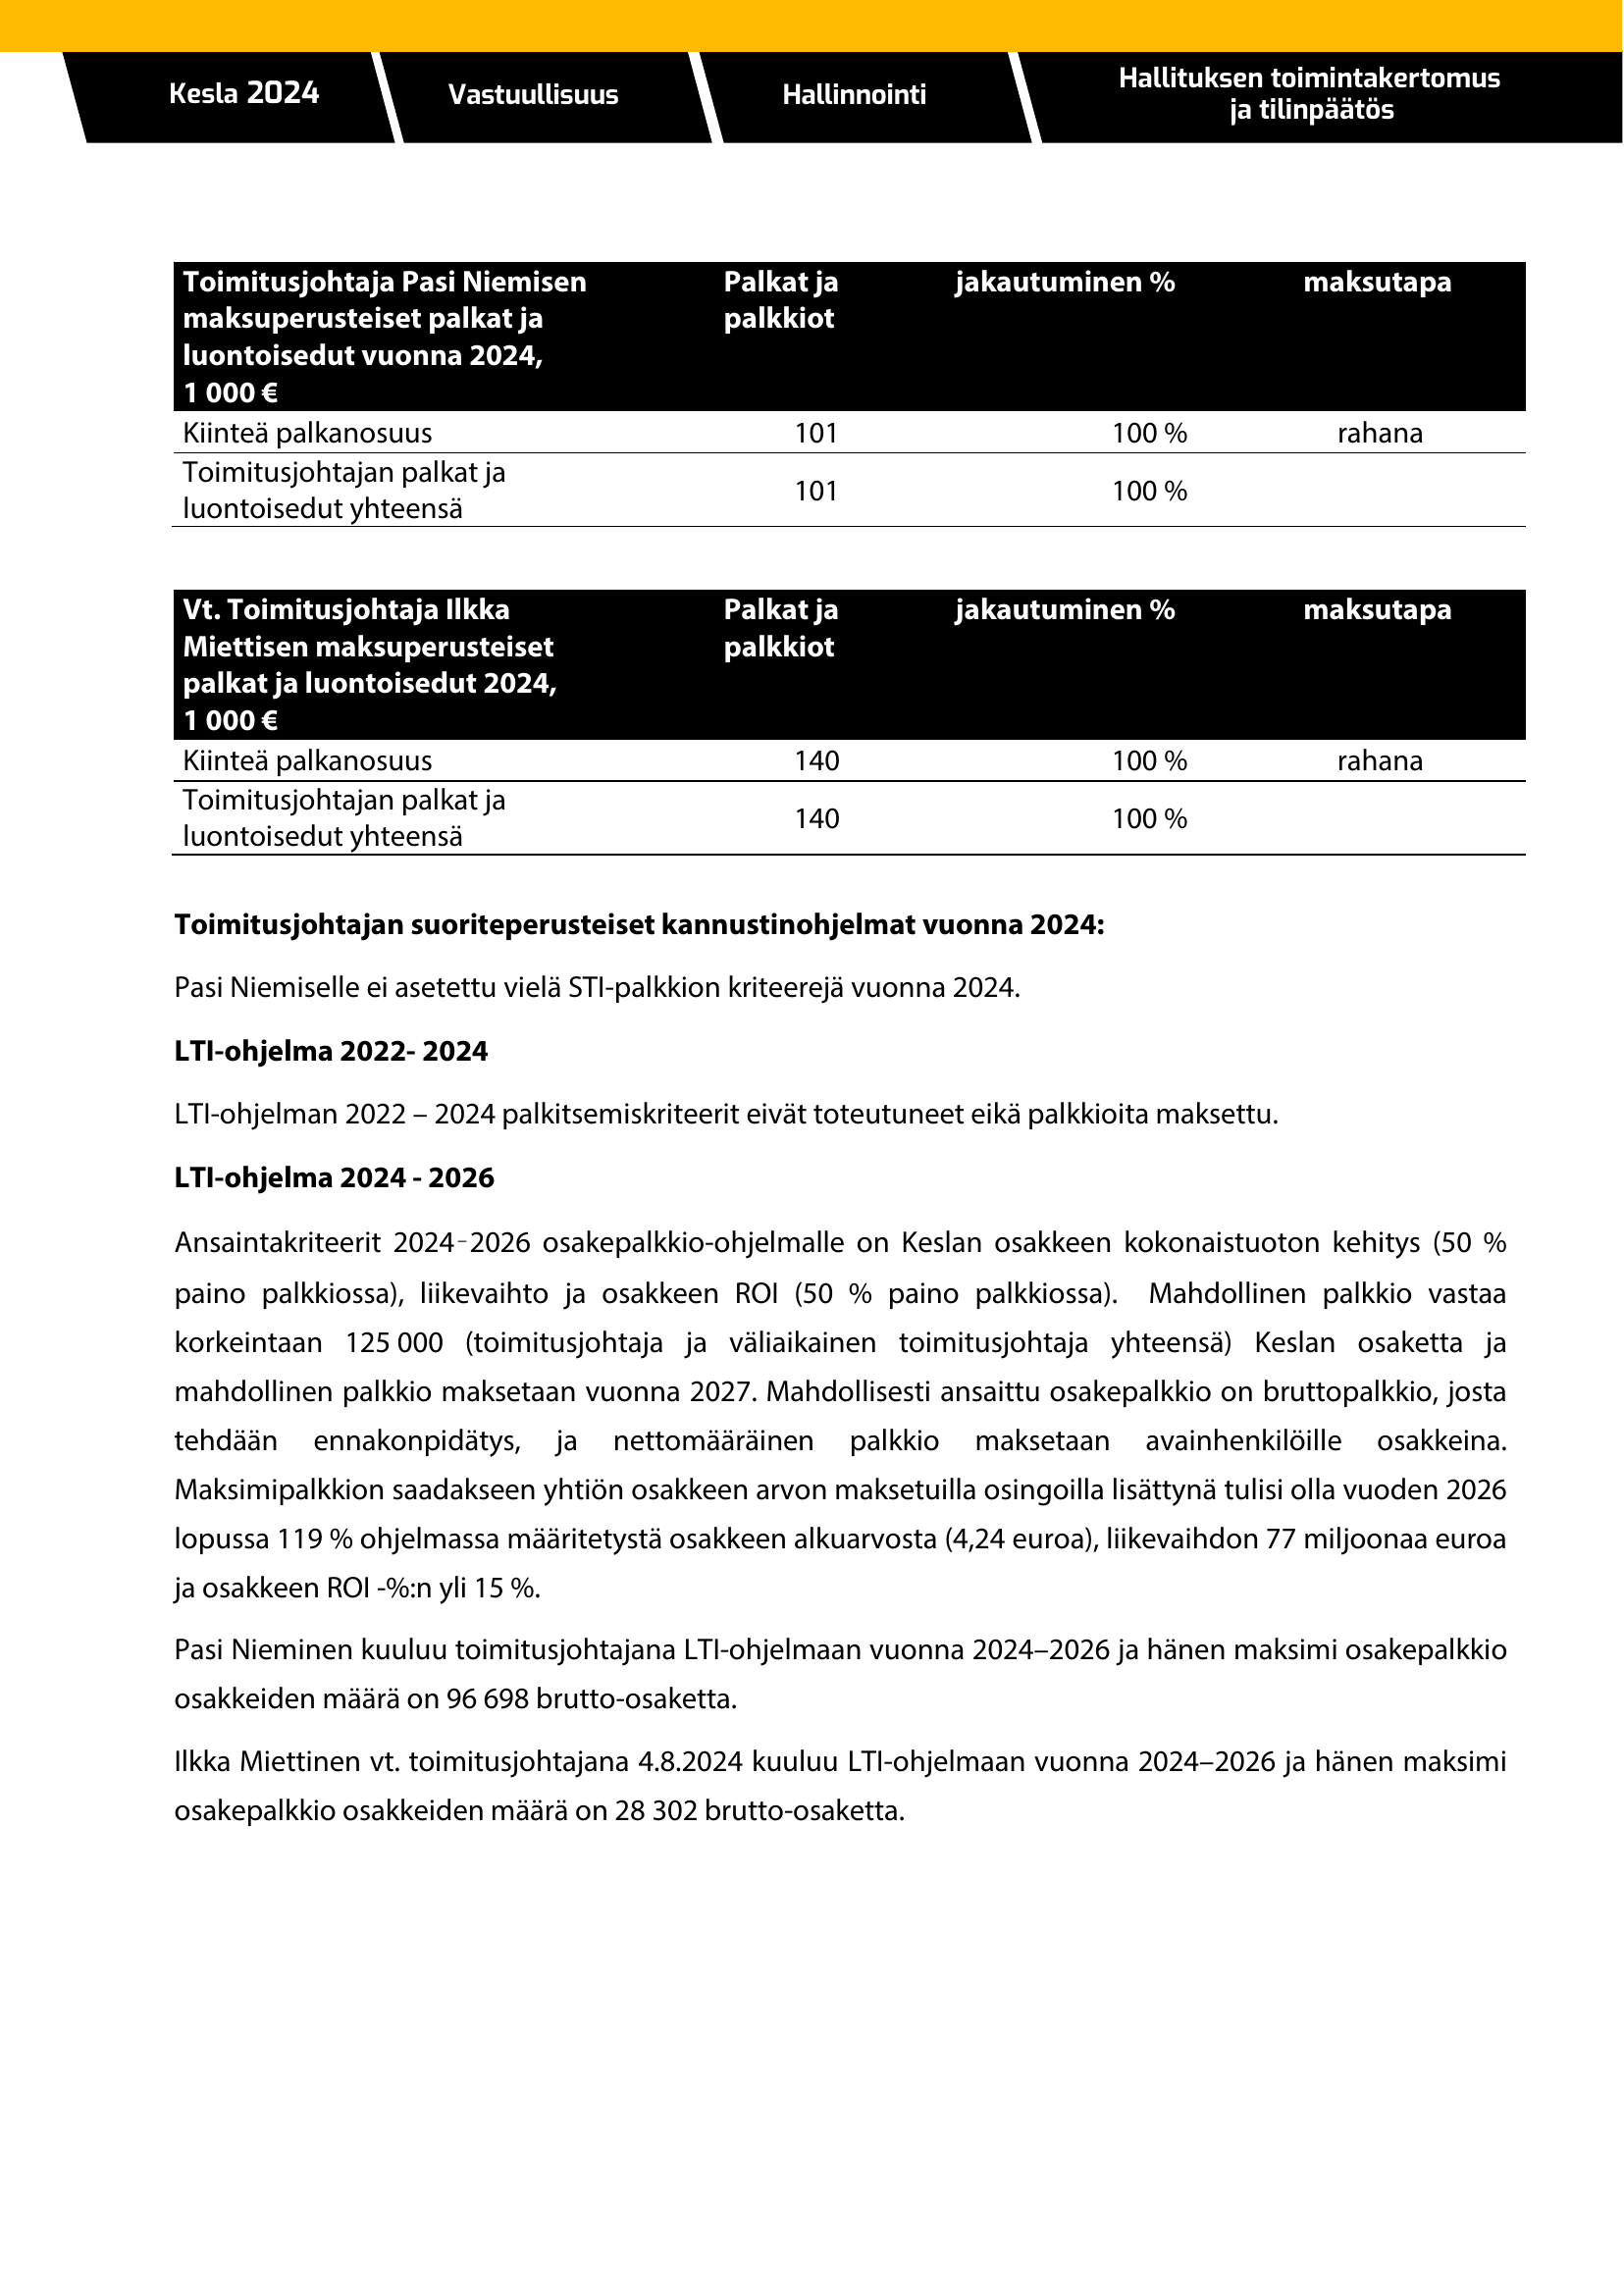 Kesla 2024
Vastuullisuus
Hallinnointi
Hallituksen toimintakertomus
ja tilinpäätös
Toimitusjohtaja Pasi Niemisen
maksuperusteiset palkat ja
luontoisedut vuonna 2024,
1 000 €
Palkat ja
palkkiot
jakautuminen %
maksutapa
Kiinteä palkanosuus 101 100 % rahana
Toimitusjohtajan palkat ja
luontoisedut yhteensä
101 100 %
Vt. Toimitusjohtaja Ilkka
Miettisen maksuperusteiset
palkat ja luontoisedut 2024,
1 000 €
Palkat ja
palkkiot
jakautuminen %
maksutapa
Kiinteä palkanosuus 140 100 % rahana
Toimitusjohtajan palkat ja
luontoisedut yhteensä
140 100 %
Toimitusjohtajan suoriteperusteiset kannustinohjelmat vuonna 2024:
Pasi Niemiselle ei asetettu vielä STI-palkkion kriteerejä vuonna 2024.
LTI-ohjelma 2022- 2024
LTI-ohjelman 2022 – 2024 palkitsemiskriteerit eivät toteutuneet eikä palkkioita maksettu.
LTI-ohjelma 2024 - 2026
Ansaintakriteerit 2024–2026 osakepalkkio-ohjelmalle on Keslan osakkeen kokonaistuoton kehitys (50 %
paino palkkiossa), liikevaihto ja osakkeen ROI (50 % paino palkkiossa). Mahdollinen palkkio vastaa
korkeintaan 125 000 (toimitusjohtaja ja väliaikainen toimitusjohtaja yhteensä) Keslan osaketta ja
mahdollinen palkkio maksetaan vuonna 2027. Mahdollisesti ansaittu osakepalkkio on bruttopalkkio, josta
tehdään ennakonpidätys, ja nettomääräinen palkkio maksetaan avainhenkilöille osakkeina.
Maksimipalkkion saadakseen yhtiön osakkeen arvon maksetuilla osingoilla lisättynä tulisi olla vuoden 2026
lopussa 119 % ohjelmassa määritetystä osakkeen alkuarvosta (4,24 euroa), liikevaihdon 77 miljoonaa euroa
ja osakkeen ROI -%:n yli 15 %.
Pasi Nieminen kuuluu toimitusjohtajana LTI-ohjelmaan vuonna 2024–2026 ja hänen maksimi osakepalkkio
osakkeiden määrä on 96 698 brutto-osaketta.
Ilkka Miettinen vt. toimitusjohtajana 4.8.2024 kuuluu LTI-ohjelmaan vuonna 2024–2026 ja hänen maksimi
osakepalkkio osakkeiden määrä on 28 302 brutto-osaketta.